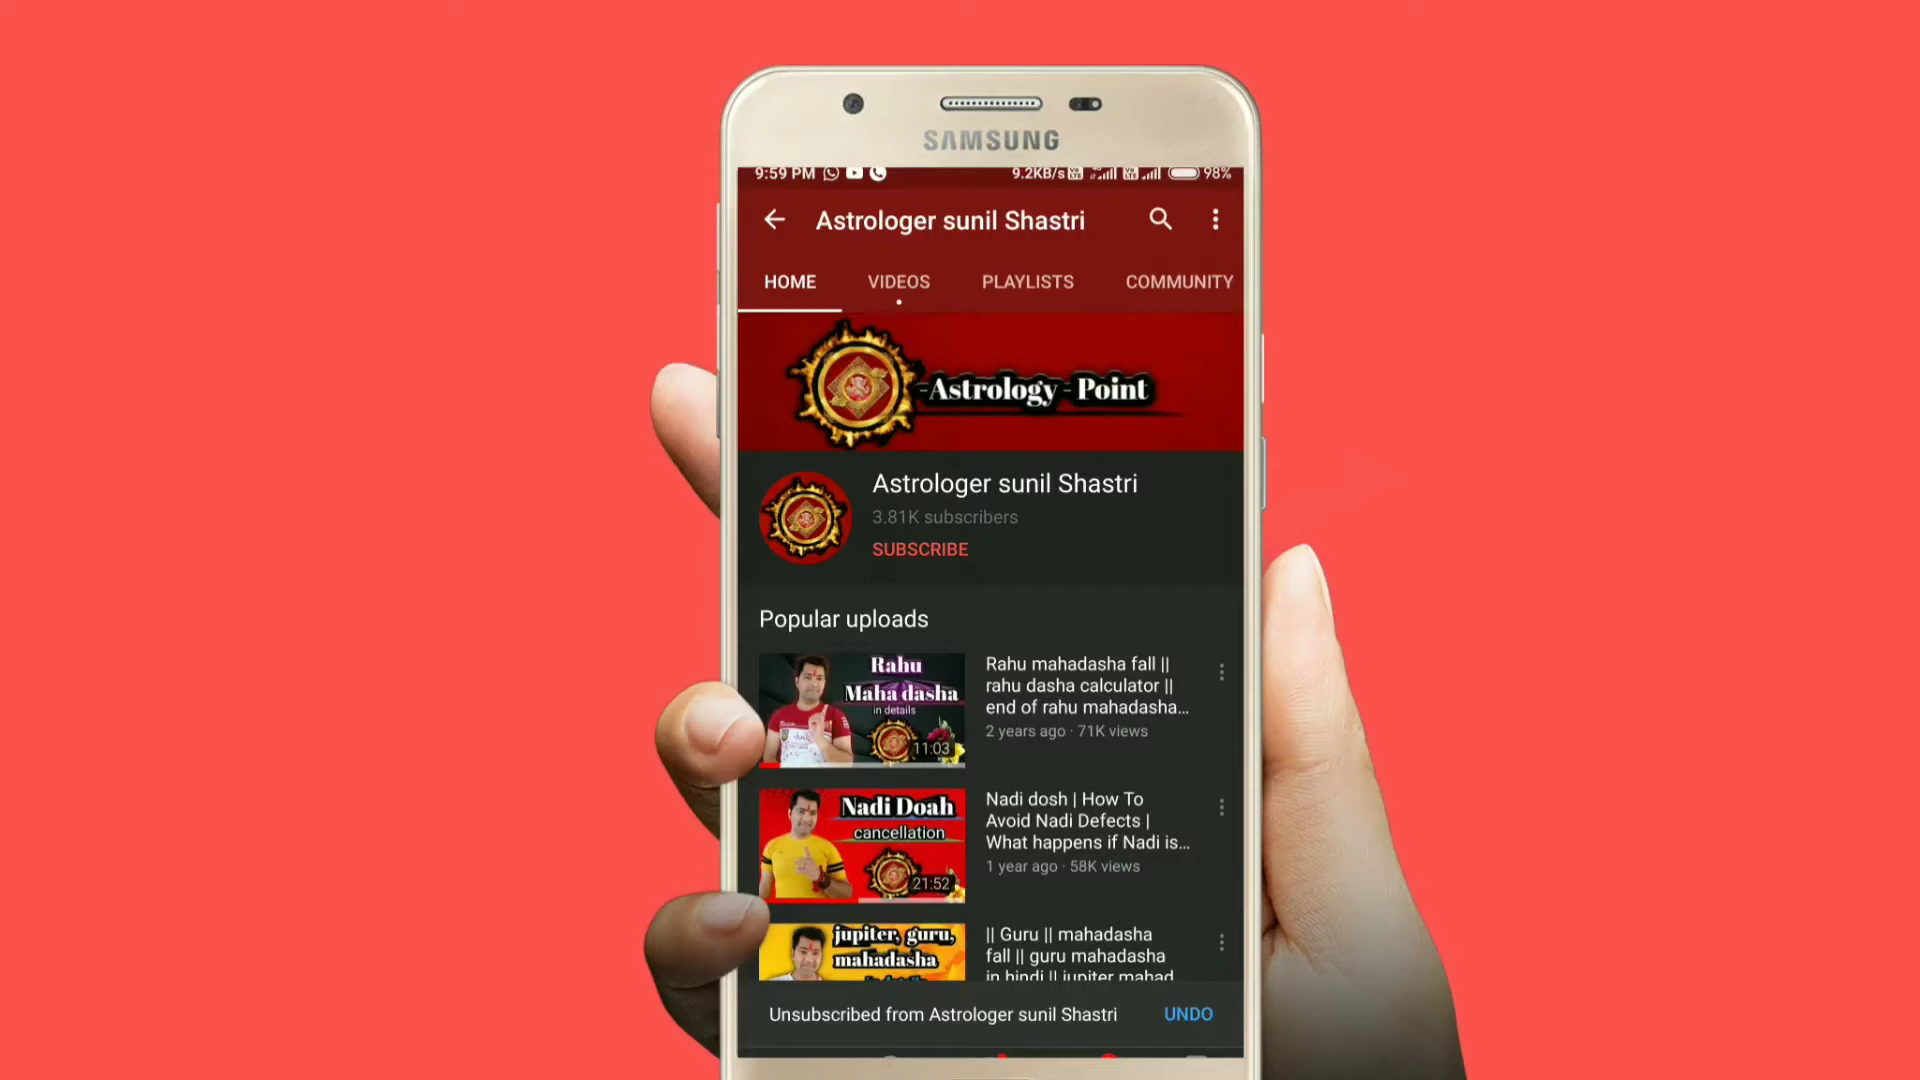 SAMSUNG
9:59 PM 9.2KB/s 98%
Astrologer sunil Shastri
HOME VIDEOS PLAYLISTS COMMUNITY
-Astrology - Point
Astrologer sunil Shastri
3.81K subscribers
SUBSCRIBE
Popular uploads
Rahu
Maha dasha
in details
11:03
Rahu mahadasha fall ||
rahu dasha calculator ||
end of rahu mahadasha...
2 years ago · 71K views
Nadi Doah
cancellation
21:52
Nadi dosh | How To
Avoid Nadi Defects |
What happens if Nadi is...
1 year ago · 58K views
jupiter, guru,
mahadasha
|| Guru || mahadasha
fall || guru mahadasha
in hindi || jupiter mahad
Unsubscribed from Astrologer sunil Shastri UNDO